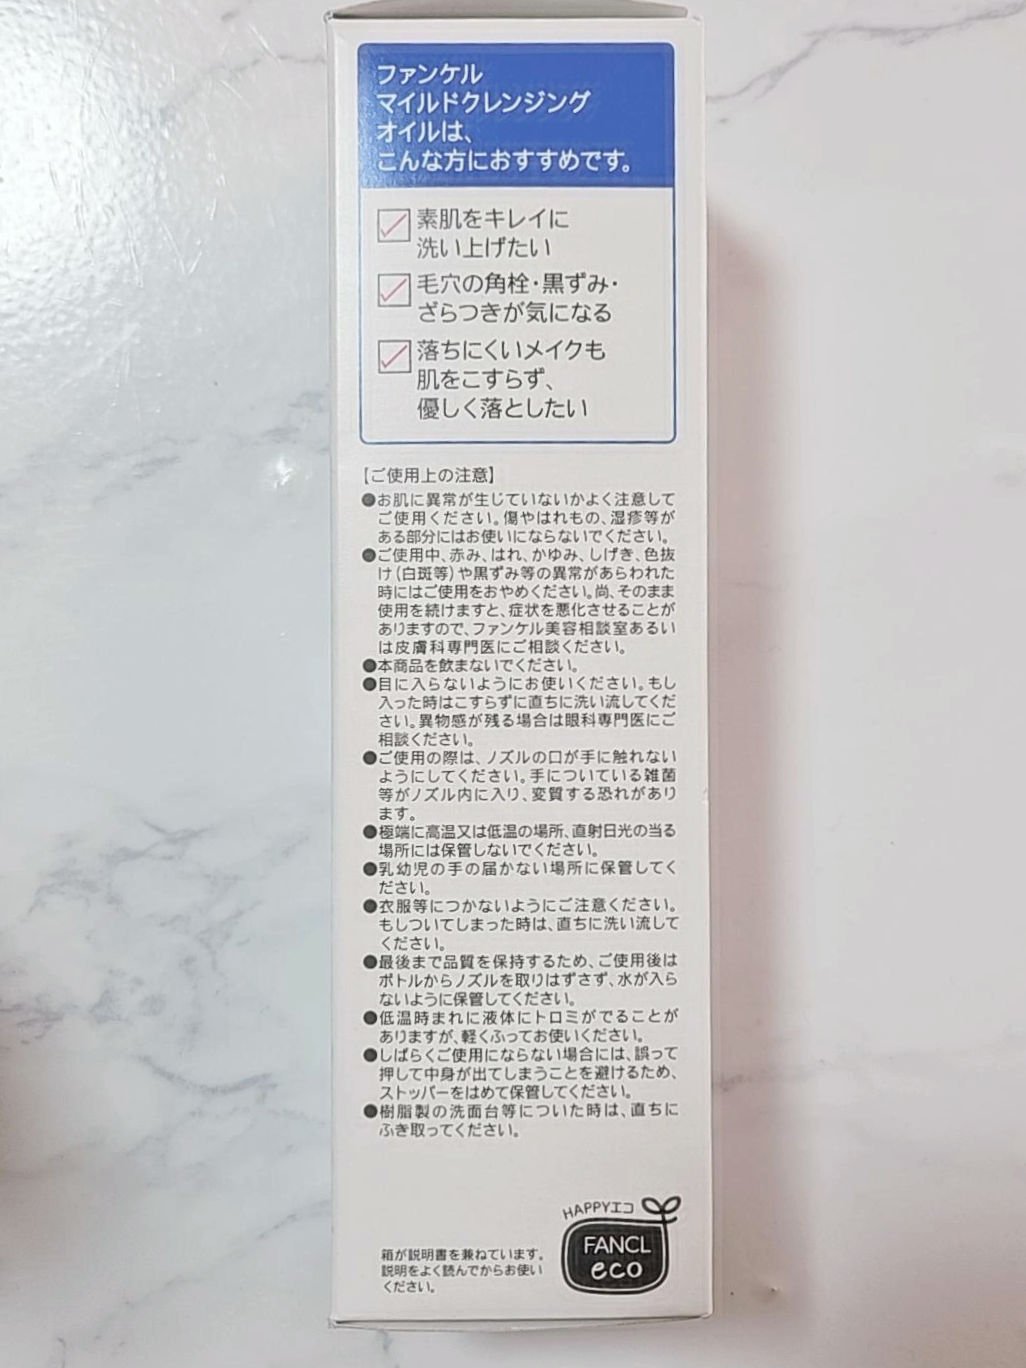 ファンケル
マイルドクレンジング
オイルは、
こんな方におすすめです。
素肌をキレイに
洗い上げたい
毛穴の角栓・黒ずみ・
ざらつきが気になる
落ちにくいメイクも
肌をこすらず、
優しく落としたい
【ご使用上の注意】
●お肌に異常が生じていないかよく注意して
ご使用ください。傷やはれもの、湿疹等が
ある部分にはお使いにならないでください。
●ご使用中、赤み、はれ、かゆみ、しげき、色抜
け(白斑等)や黒ずみ等の異常があらわれた
時にはご使用をおやめください。尚、そのまま
使用を続けますと、症状を悪化させることが
ありますので、ファンケル美容相談室あるい
は皮膚科専門医にご相談ください。
●本商品を飲まないでください。
●目に入らないようにお使いください。もし
入った時はこすらずに直ちに洗い流してくだ
さい。異物感が残る場合は眼科専門医にご
相談ください。
●ご使用の際は、ノズルの口が手に触れない
ようにしてください。手についている雑菌
等がノズル内に入り、変質する恐れがあり
ます。
●極端に高温又は低温の場所、直射日光の当る
場所には保管しないでください。
●乳幼児の手の届かない場所に保管してく
ださい。
●衣服等につかないようにご注意ください。
もしついてしまった時は、直ちに洗い流して
ください。
●最後まで品質を保持するため、ご使用後は
ボトルからノズルを取りはずさず、水が入ら
ないように保管してください。
●低温時まれに液体にトロミがでることが
ありますが、軽くふってお使いください。
●しばらくご使用にならない場合には、誤って
押して中身が出てしまうことを避けるため、
ストッパーをはめて保管してください。
●樹脂製の洗面台等についた時は、直ちに
ふき取ってください。
HAPPYエコ
FANCL
eco
箱が説明書を兼ねています。
説明をよく読んでからお使い
ください。